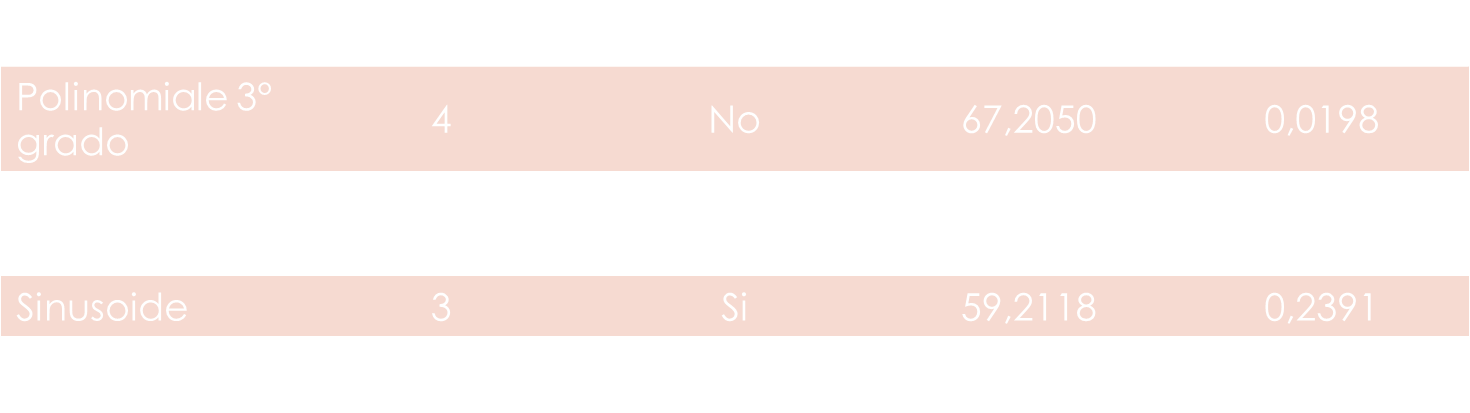 Polinomiale 3°
grado
4
No
67,2050
0,0198
Sinusoide
3
Si
59,2118
0,2391